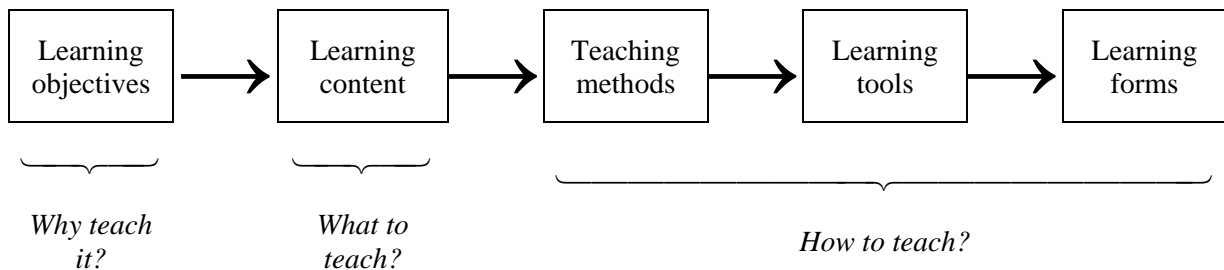 Learning
objectives
Learning
content
Teaching
methods
Learning
tools
Learning
forms
Why teach
it?
What to
teach?
How to teach?